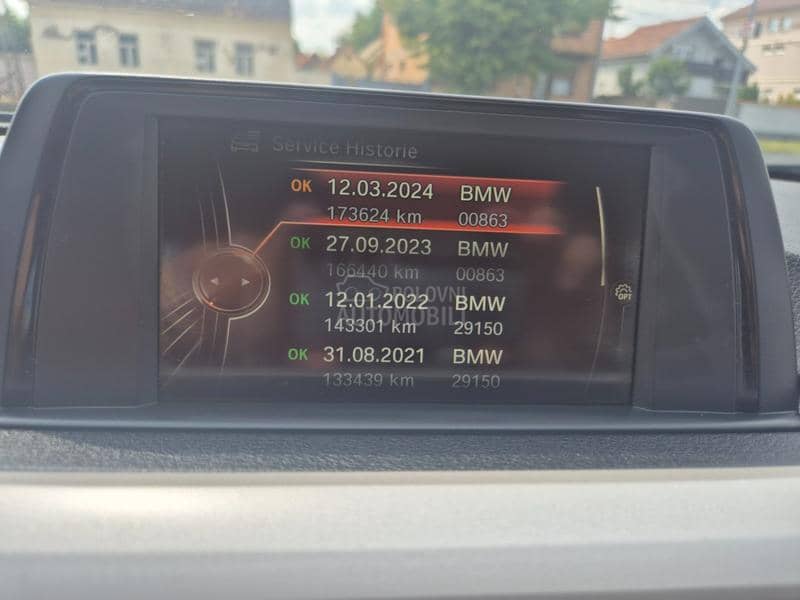 Service Historie
OK 12.03.2024 BMW
173624 km 00863
OK 27.09.2023 BMW
166440 km 00863
POLOVNI
AUTOMOBILI
OK 12.01.2022 BMW
143301 km 29150
OK 31.08.2021 BMW
133439 km 29150
OPT